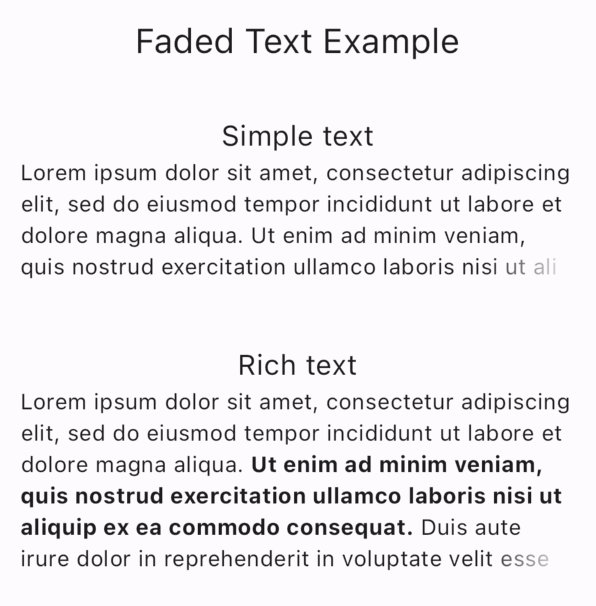 Faded Text Example
Simple text
Lorem ipsum dolor sit amet, consectetur adipiscing
elit, sed do eiusmod tempor incididunt ut labore et
dolore magna aliqua. Ut enim ad minim veniam,
quis nostrud exercitation ullamco laboris nisi ut ali
Rich text
Lorem ipsum dolor sit amet, consectetur adipiscing
elit, sed do eiusmod tempor incididunt ut labore et
dolore magna aliqua. Ut enim ad minim veniam,
quis nostrud exercitation ullamco laboris nisi ut
aliquip ex ea commodo consequat. Duis aute
irure dolor in reprehenderit in voluptate velit esse